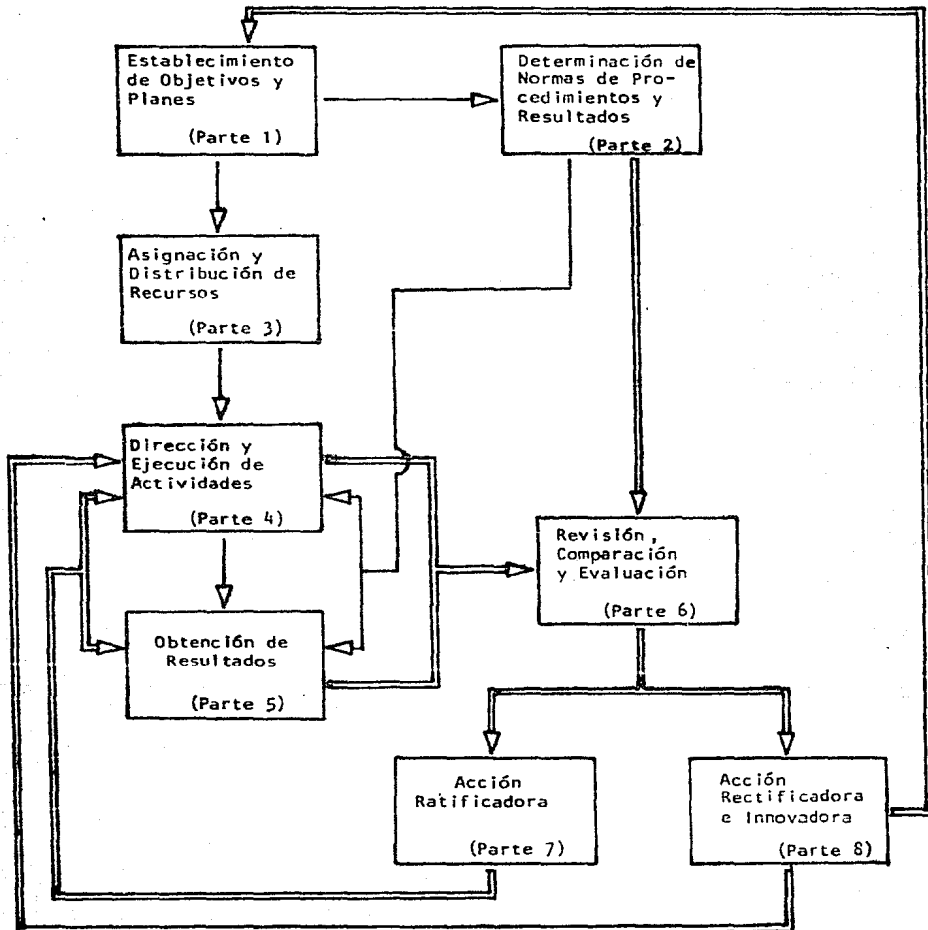 Establecimiento
de Objetivos y
Planes
(Parte 1)
Determinación de
Normas de Pro-
cedimientos y
Resultados
(Parte 2)
Asignación y
Distribución de
Recursos
(Parte 3)
Dirección y
Ejecución de
Actividades
(Parte 4)
Revisión,
Comparación
y Evaluación
(Parte 6)
Obtención de
Resultados
(Parte 5)
Acción
Ratificadora
(Parte 7)
Acción
Rectificadora
e Innovadora
(Parte 8)